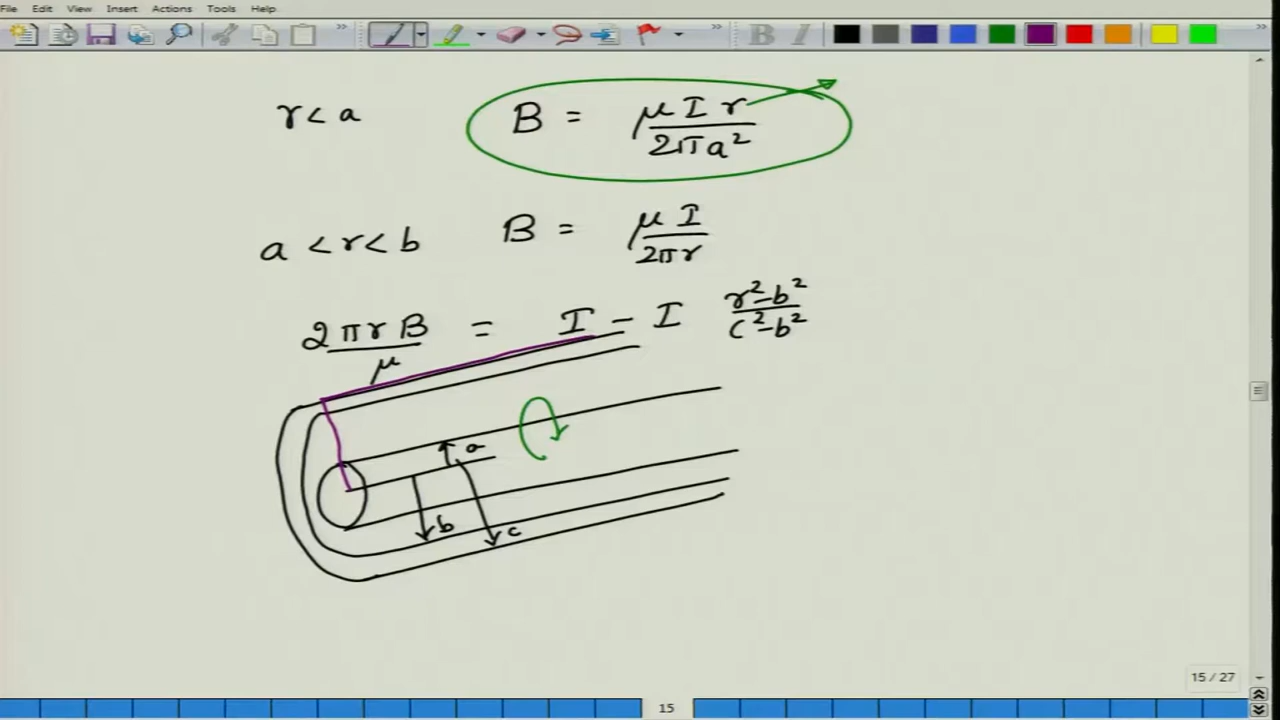 File Edit View Insert Actions Tools Help
r < a B = μIr/2πa²
a < r < b B = μI/2πr
2πrB/μ = I - I r²-b²/c²-b²
a
b c
15 / 27
15